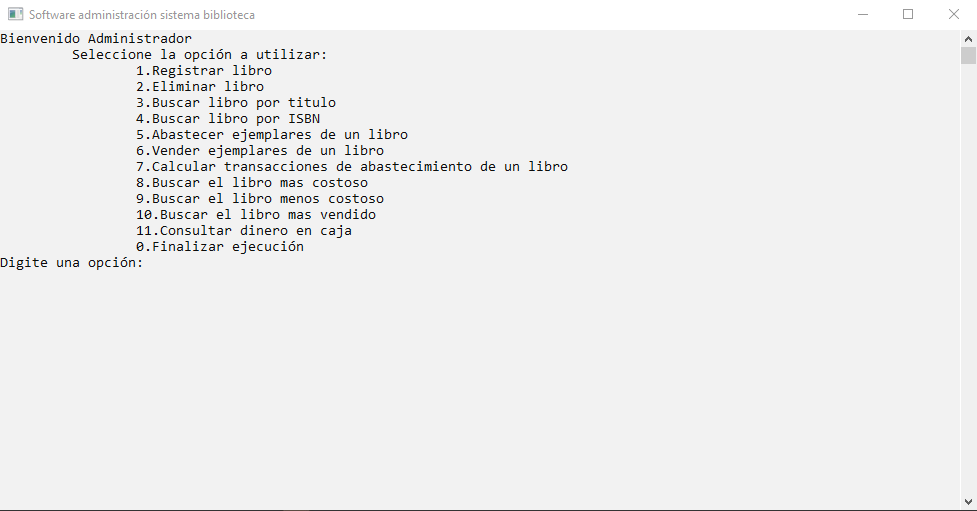 Software administración sistema biblioteca
Bienvenido Administrador
Seleccione la opción a utilizar:
1.Registrar libro
2.Eliminar libro
3.Buscar libro por titulo
4.Buscar libro por ISBN
5.Abastecer ejemplares de un libro
6.Vender ejemplares de un libro
7.Calcular transacciones de abastecimiento de un libro
8.Buscar el libro mas costoso
9.Buscar el libro menos costoso
10.Buscar el libro mas vendido
11.Consultar dinero en caja
0.Finalizar ejecución
Digite una opción: